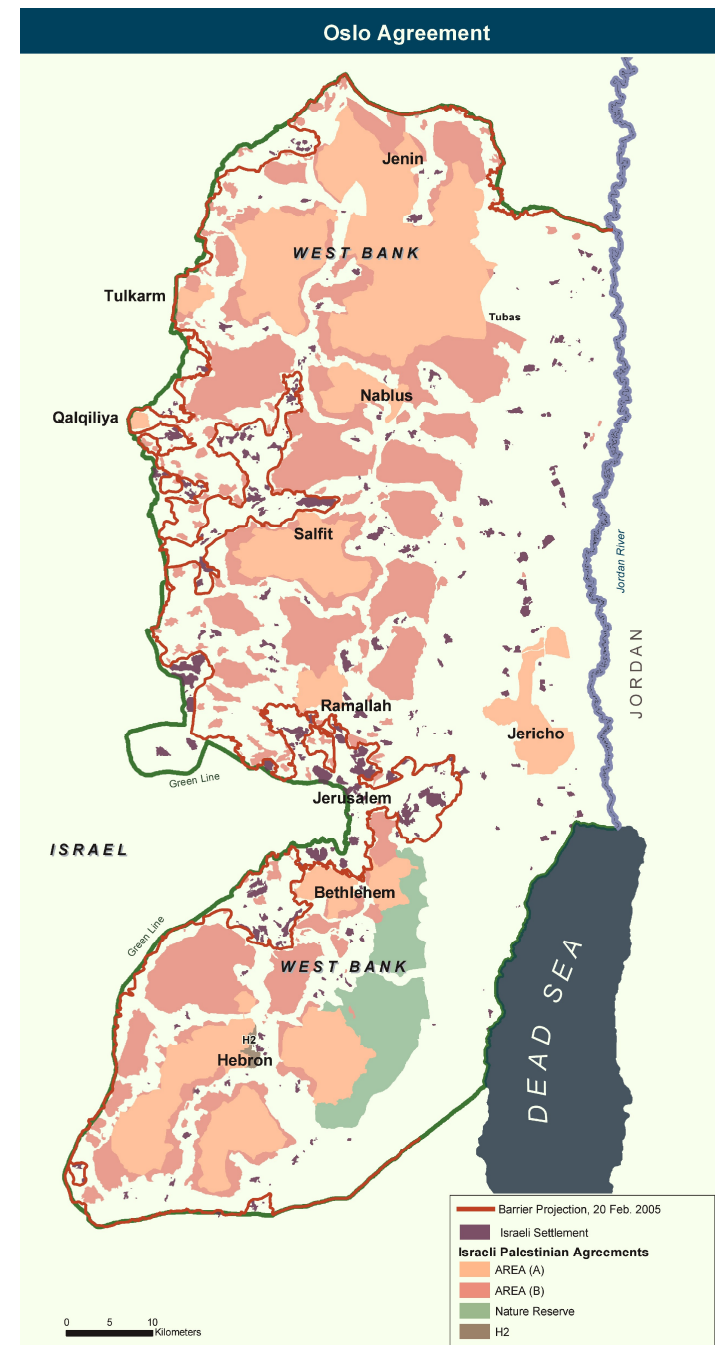 Oslo Agreement
Jenin
WEST BANK
Tulkarm
Tubas
Nablus
Qalqiliya
Salfit
Jordan River
JORDAN
Ramallah
Jericho
Green Line
Jerusalem
ISRAEL
Bethlehem
Green Line
WEST BANK
DEAD SEA
H2
Hebron
Barrier Projection, 20 Feb. 2005
Israeli Settlement
Israeli Palestinian Agreements
AREA (A)
AREA (B)
Nature Reserve
H2
0 5 10
Kilometers